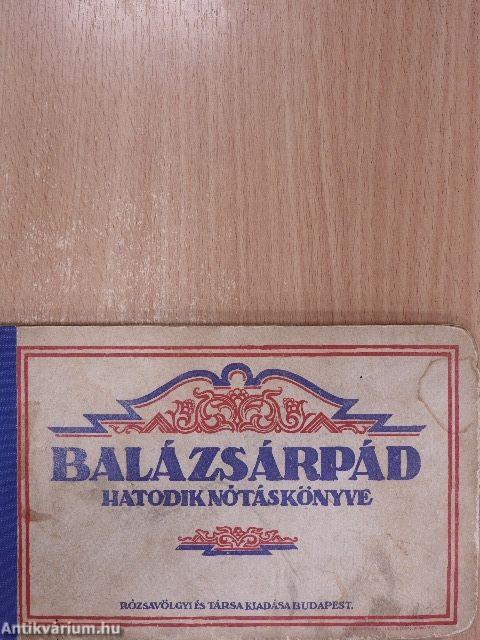 BALÁZSÁRPÁD
HATODIK NÓTÁSKÖNYVE
RÓZSAVÖLGYI ÉS TÁRSA KIADÁSA BUDAPEST.
Antikvárium.hu